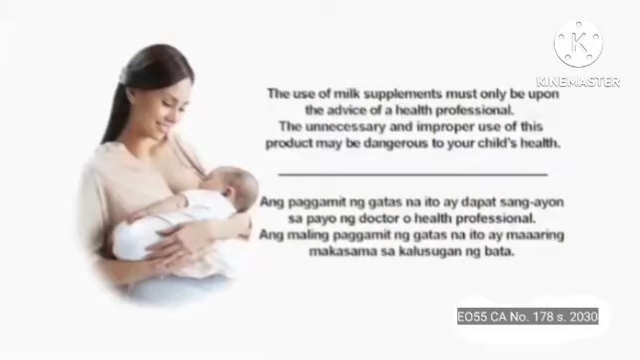 KINEMASTER
The use of milk supplements must only be upon
the advice of a health professional.
The unnecessary and improper use of this
product may be dangerous to your child's health.
Ang paggamit ng gatas na ito ay dapat sang-ayon
sa payo ng doctor o health professional.
Ang maling paggamit ng gatas na ito ay maaaring
makasama sa kalusugan ng bata.
EO55 CA No. 178 s. 2030